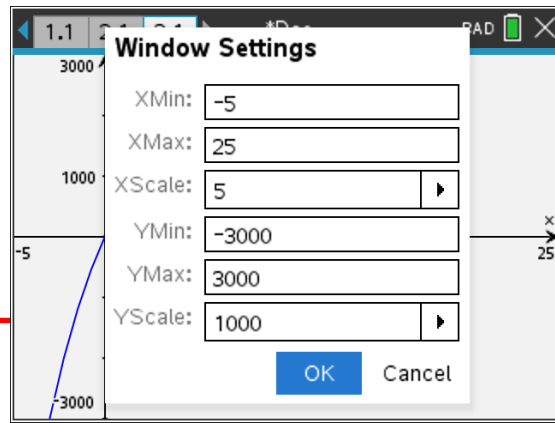 1.1
RAD
Window Settings
XMin: -5
XMax: 25
XScale: 5
YMin: -3000
YMax: 3000
YScale: 1000
OK Cancel
3000
1000
-5
x
25
-3000